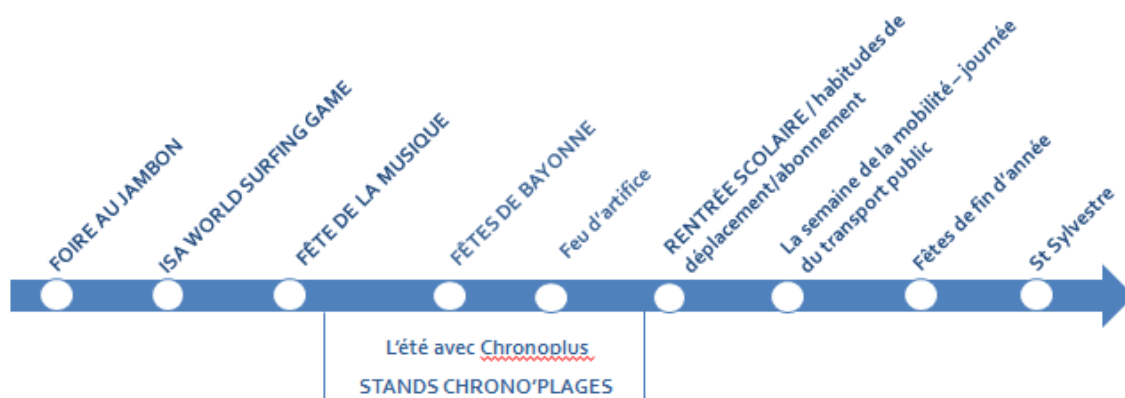 FOIRE AU JAMBON
ISA WORLD SURFING GAME
FÊTE DE LA MUSIQUE
FÊTES DE BAYONNE
Feu d'artifice
RENTRÉE SCOLAIRE / habitudes de
déplacement/abonnement
La semaine de la mobilité – journée
du transport public
Fêtes de fin d'année
St Sylvestre
L'été avec Chronoplus
STANDS CHRONO'PLAGES